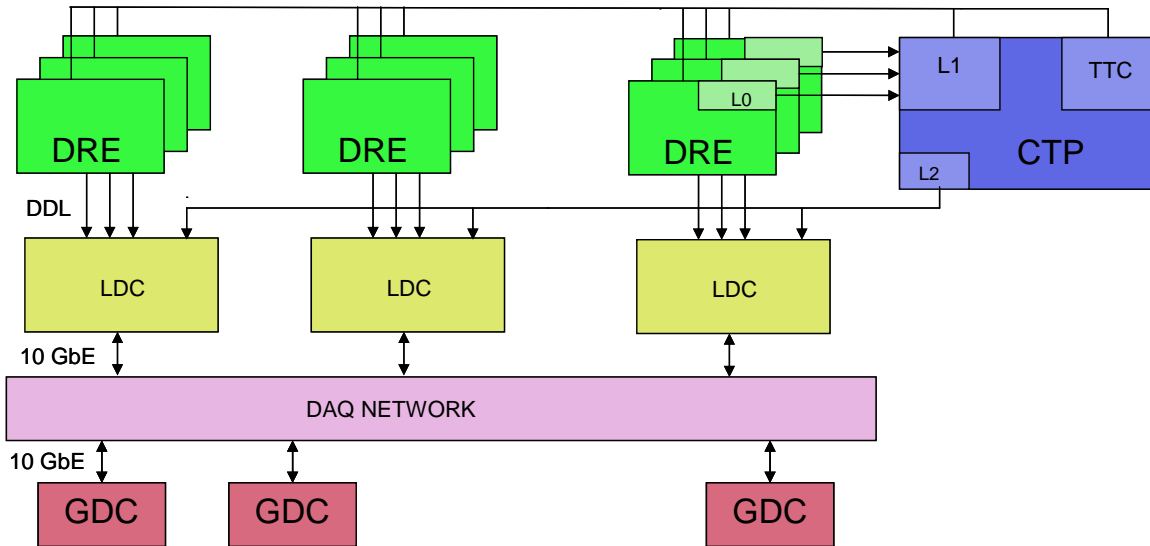 L1
TTC
L0
DRE
DRE
DRE
CTP
L2
DDL
LDC
LDC
LDC
10 GbE
DAQ NETWORK
10 GbE
GDC
GDC
GDC